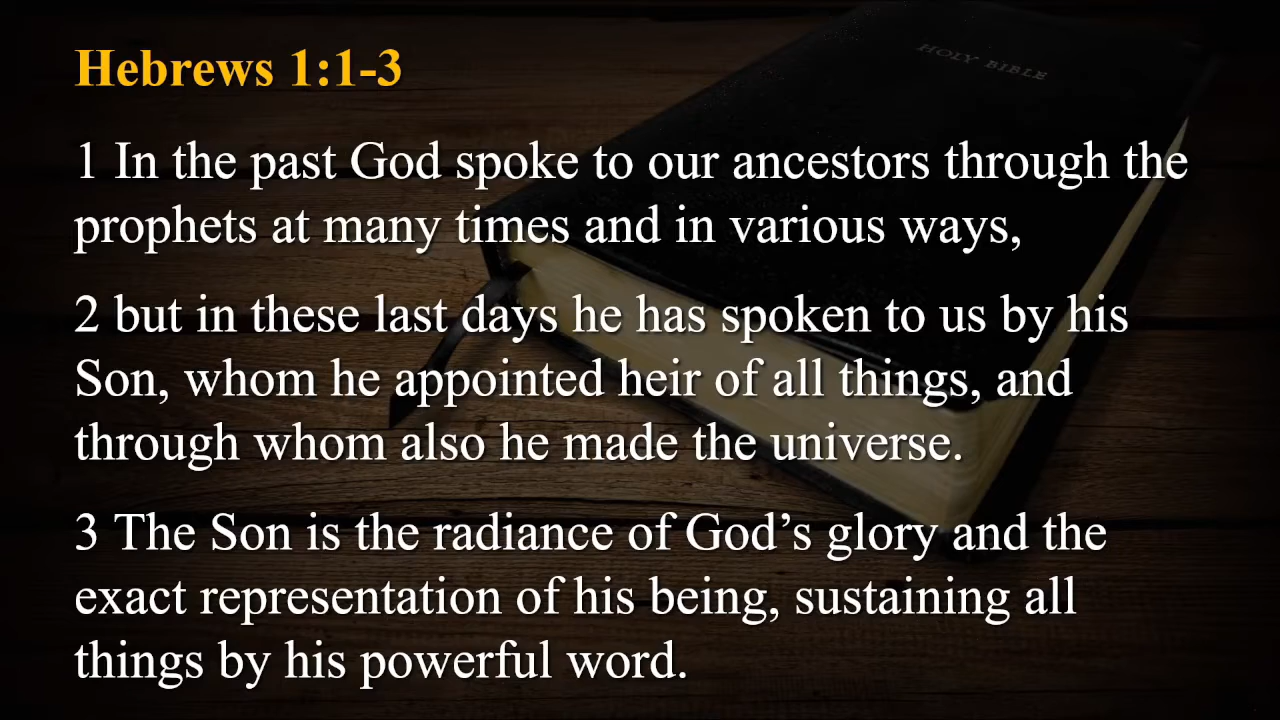 HOLY BIBLE
Hebrews 1:1-3
1 In the past God spoke to our ancestors through the
prophets at many times and in various ways,
2 but in these last days he has spoken to us by his
Son, whom he appointed heir of all things, and
through whom also he made the universe.
3 The Son is the radiance of God’s glory and the
exact representation of his being, sustaining all
things by his powerful word.